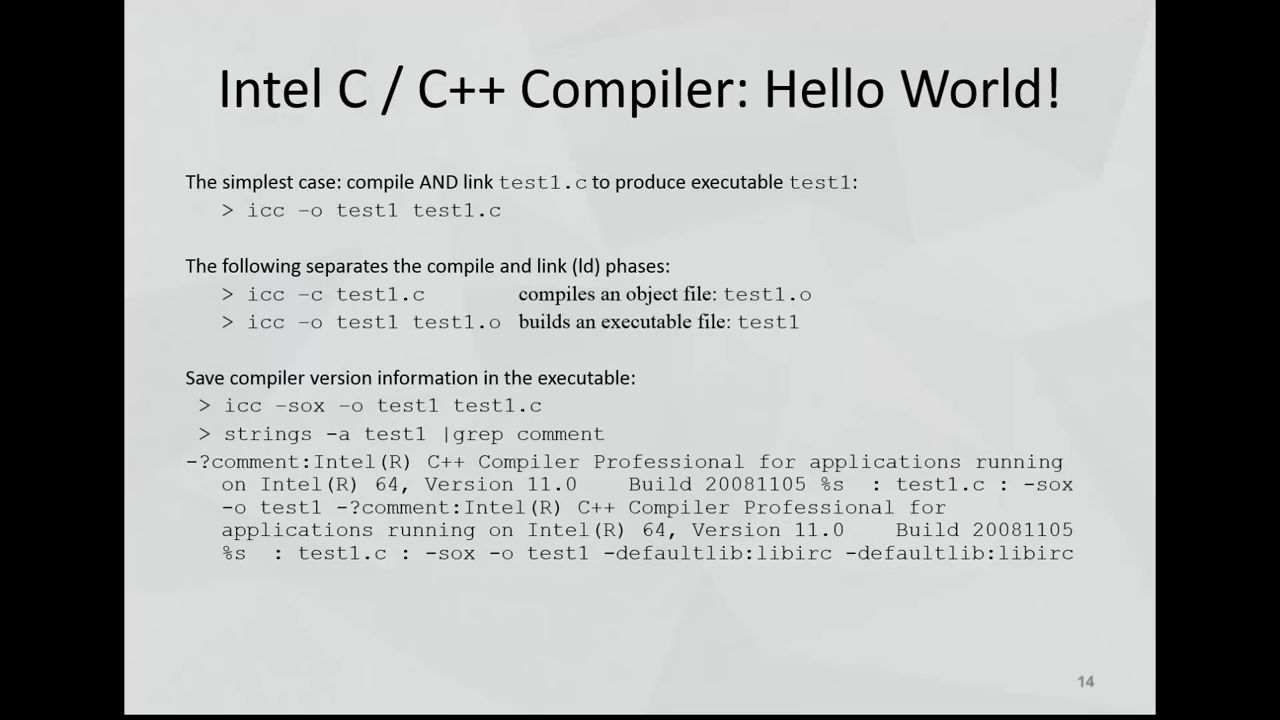 Intel C / C++ Compiler: Hello World!
The simplest case: compile AND link test1.c to produce executable test1:
> icc –o test1 test1.c
The following separates the compile and link (ld) phases:
> icc –c test1.c compiles an object file: test1.o
> icc –o test1 test1.o builds an executable file: test1
Save compiler version information in the executable:
> icc –sox –o test1 test1.c
> strings -a test1 |grep comment
-?comment:Intel(R) C++ Compiler Professional for applications running
on Intel(R) 64, Version 11.0 Build 20081105 %s : test1.c : -sox
-o test1 -?comment:Intel(R) C++ Compiler Professional for
applications running on Intel(R) 64, Version 11.0 Build 20081105
%s : test1.c : -sox -o test1 -defaultlib:libirc -defaultlib:libirc
14